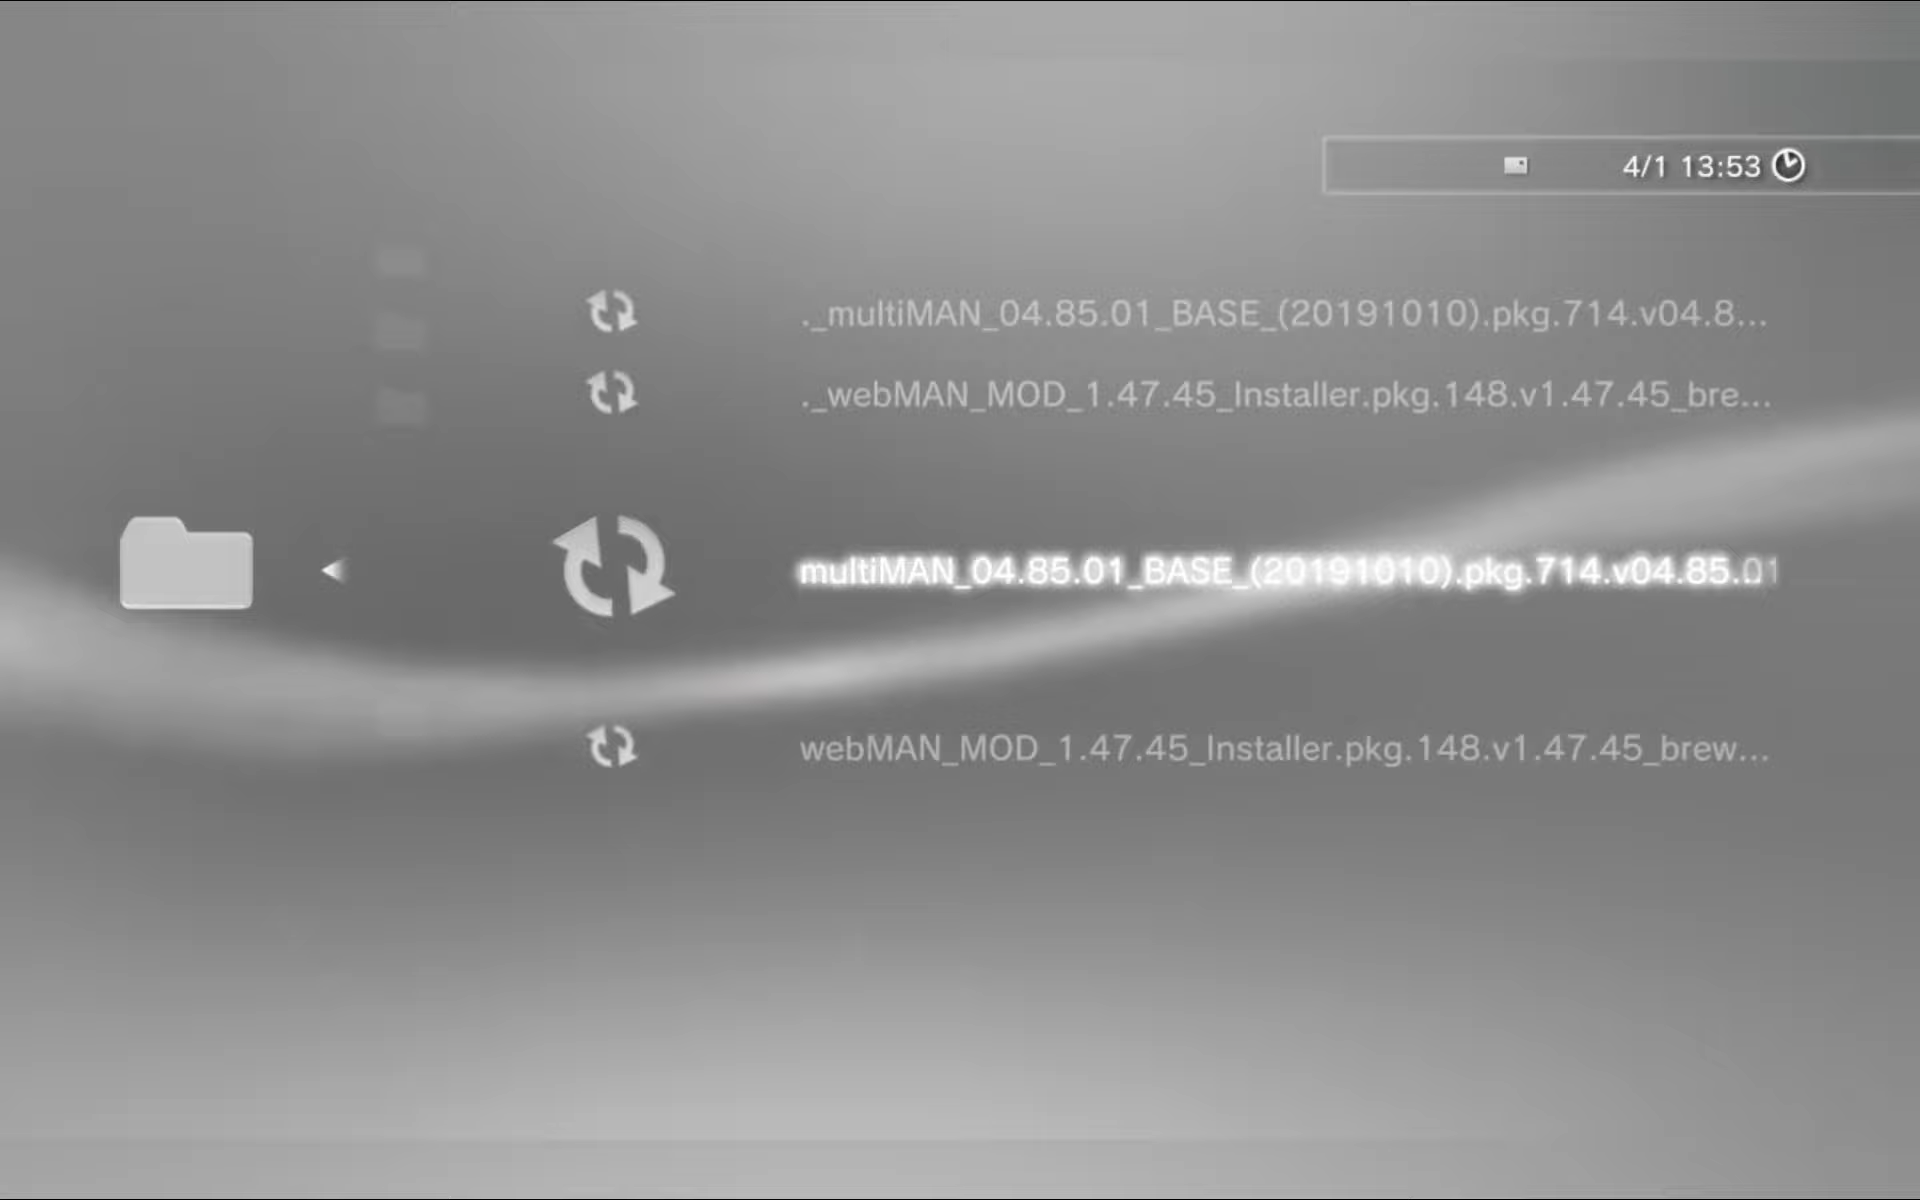 4/1 13:53
._multiMAN_04.85.01_BASE_(20191010).pkg.714.v04.8...
._webMAN_MOD_1.47.45_Installer.pkg.148.v1.47.45_bre...
multiMAN_04.85.01_BASE_(20191010).pkg.714.v04.85.01
webMAN_MOD_1.47.45_Installer.pkg.148.v1.47.45_brew...